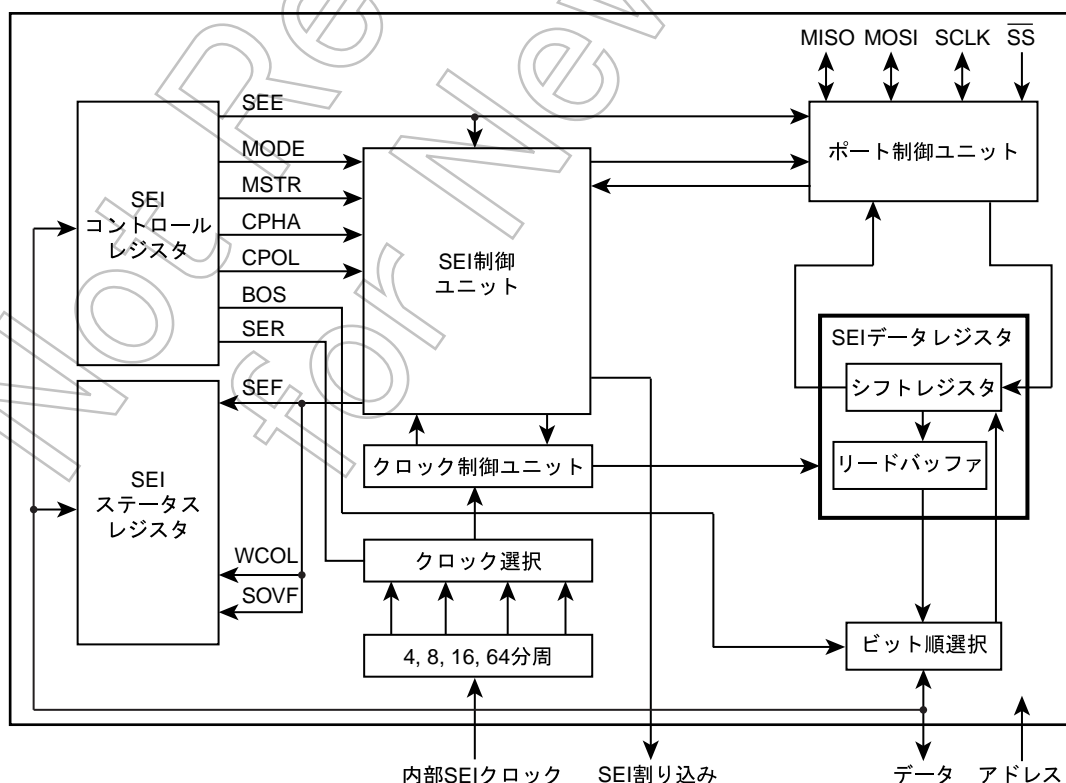 MISO MOSI SCLK SS
SEE
MODE
MSTR
CPHA
CPOL
BOS
SER
SEI
コントロール
レジスタ
SEI制御
ユニット
ポート制御ユニット
SEIデータレジスタ
シフトレジスタ
リードバッファ
SEF
SEI
ステータス
レジスタ
WCOL
SOVF
クロック制御ユニット
クロック選択
4, 8, 16, 64分周
ビット順選択
内部SEIクロック
SEI割り込み
データ
アドレス
Not Re
for New